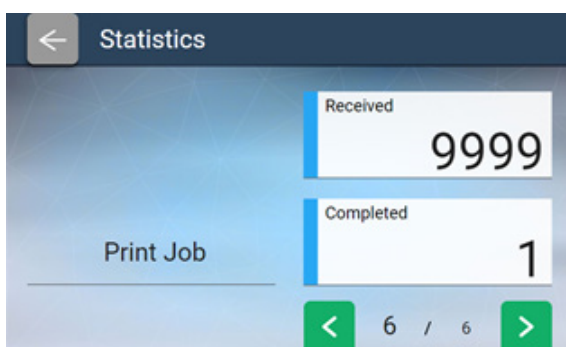 Statistics
Received
9999
Completed
Print Job
1
6 / 6